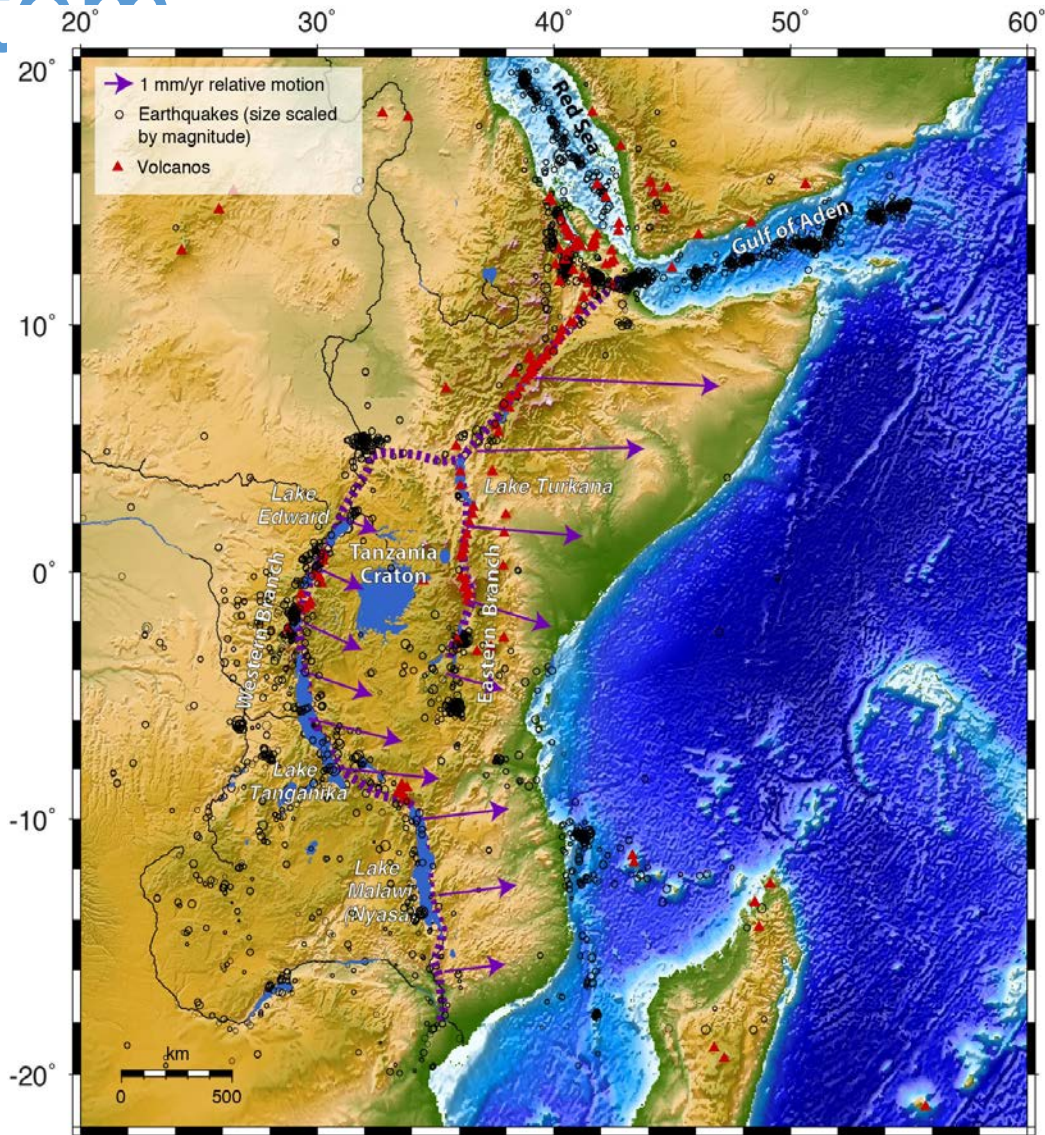 20° 30° 40° 50° 60°
20°
10°
0°
-10°
-20°
1 mm/yr relative motion
Earthquakes (size scaled
by magnitude)
Volcanos
Red Sea
Gulf of Aden
Lake Turkana
Lake
Edward
Tanzania
Craton
Western Branch
Eastern Branch
Lake
Tanganika
Lake
Malawi
(Nyasa)
km
0 500